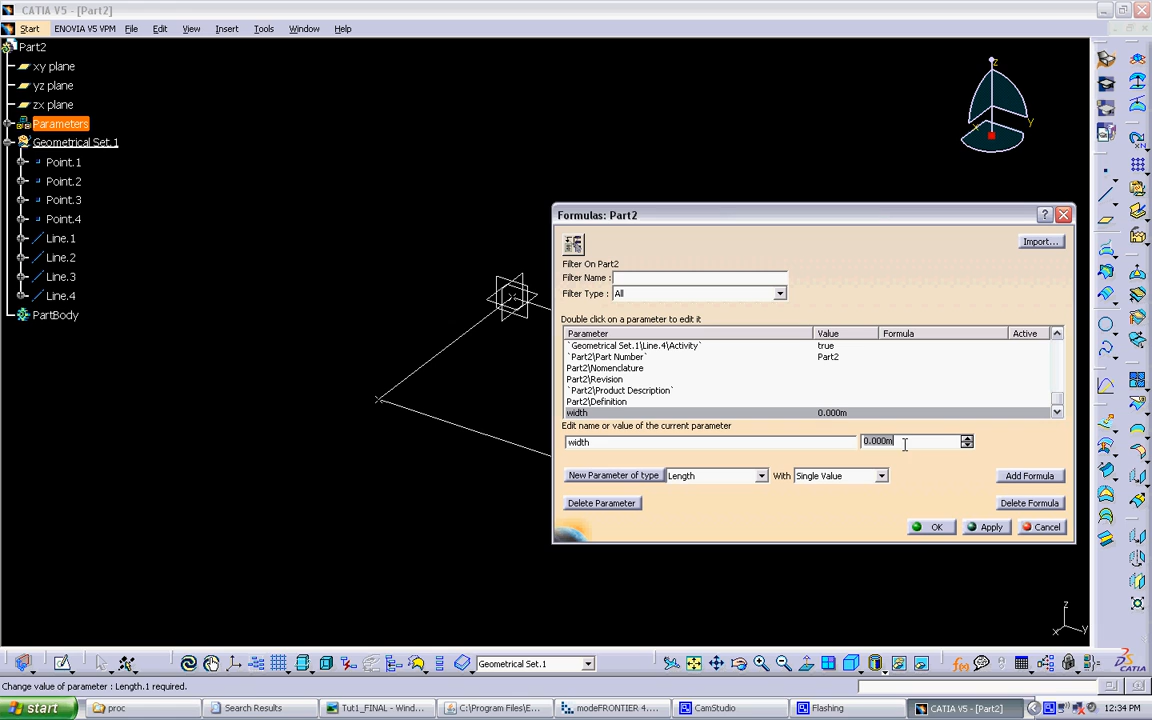 CATIA V5 - [Part2]
Start ENOVIA V5 VPM File Edit View Insert Tools Window Help
Part2
xy plane
yz plane
zx plane
Parameters
Geometrical Set.1
Point.1
Point.2
Point.3
Point.4
Line.1
Line.2
Line.3
Line.4
PartBody
z
x
y
Formulas: Part2
Import...
Filter On Part2
Filter Name :
Filter Type : All
Double click on a parameter to edit it
Parameter Value Formula Active
`Geometrical Set.1\Line.4\Activity` true
`Part2\Part Number` Part2
Part2\Nomenclature
Part2\Revision
`Part2\Product Description`
Part2\Definition
width 0.000m
Edit name or value of the current parameter
width 0.000m
New Parameter of type Length With Single Value Add Formula
Delete Parameter Delete Formula
OK Apply Cancel
z
x y
Geometrical Set.1
CATIA
Change value of parameter : Length.1 required.
start proc Search Results Tut1_FINAL - Wind... C:\Program Files\E... modeFRONTIER 4.... CamStudio Flashing CATIA V5 - [Part2] 12:34 PM